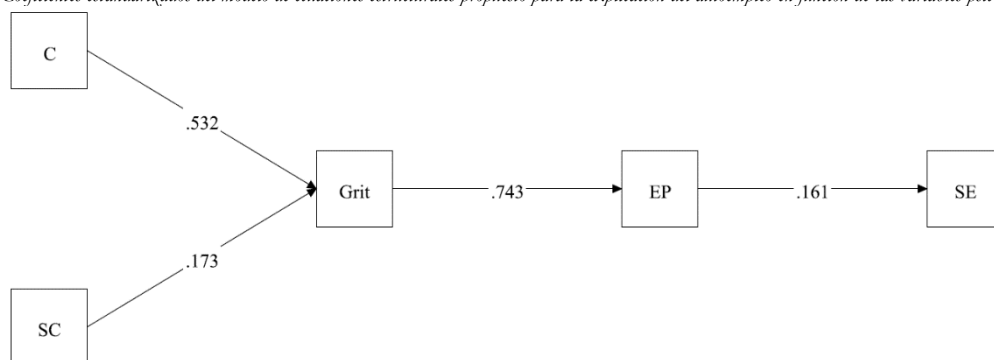 estandarizados del modelo de ecuaciones estructurales propuesto para la explicación del autoempleo en función de las variables
C
.532
Grit
.743
EP
.161
SE
.173
SC